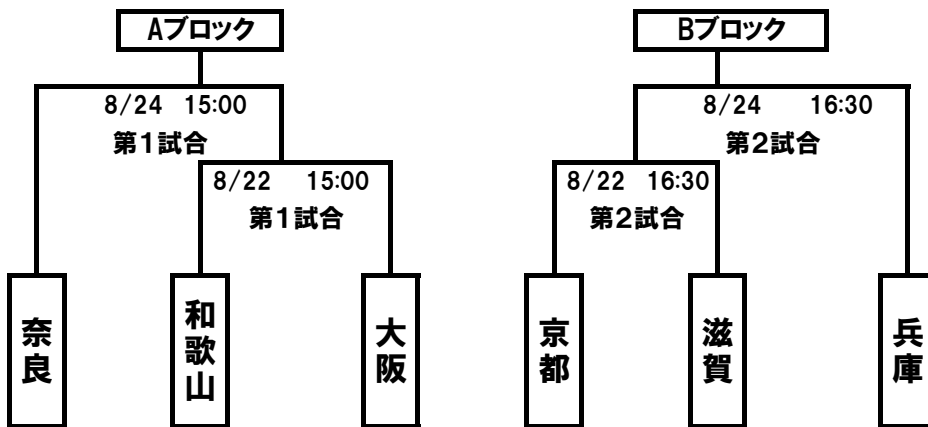 Aブロック
Bブロック
8/24 15:00
第1試合
8/24 16:30
第2試合
8/22 15:00
第1試合
8/22 16:30
第2試合
奈良
和歌山
大阪
京都
滋賀
兵庫